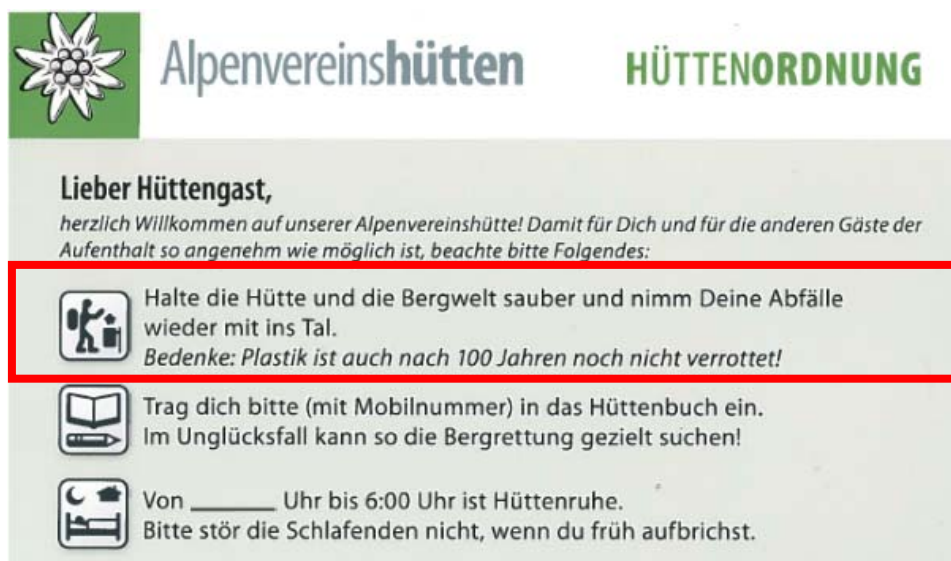 Alpenvereinshütten HÜTTENORDNUNG
Lieber Hüttengast,
herzlich Willkommen auf unserer Alpenvereinshütte! Damit für Dich und für die anderen Gäste der
Aufenthalt so angenehm wie möglich ist, beachte bitte Folgendes:
Halte die Hütte und die Bergwelt sauber und nimm Deine Abfälle
wieder mit ins Tal.
Bedenke: Plastik ist auch nach 100 Jahren noch nicht verrottet!
Trag dich bitte (mit Mobilnummer) in das Hüttenbuch ein.
Im Unglücksfall kann so die Bergrettung gezielt suchen!
Von _______ Uhr bis 6:00 Uhr ist Hüttenruhe.
Bitte stör die Schlafenden nicht, wenn du früh aufbrichst.